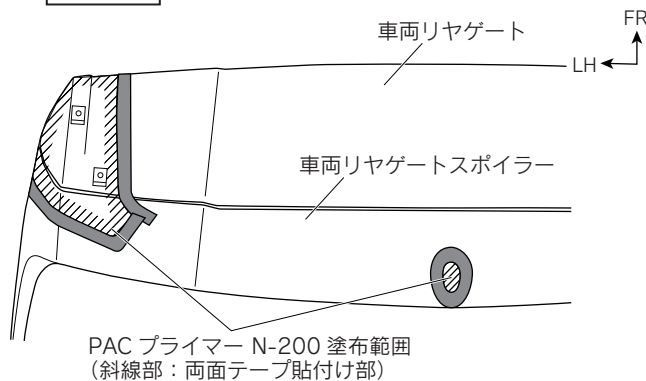 FR
車両リヤゲート
LH
車両リヤゲートスポイラー
PAC プライマー N-200 塗布範囲
（斜線部：両面テープ貼付け部）